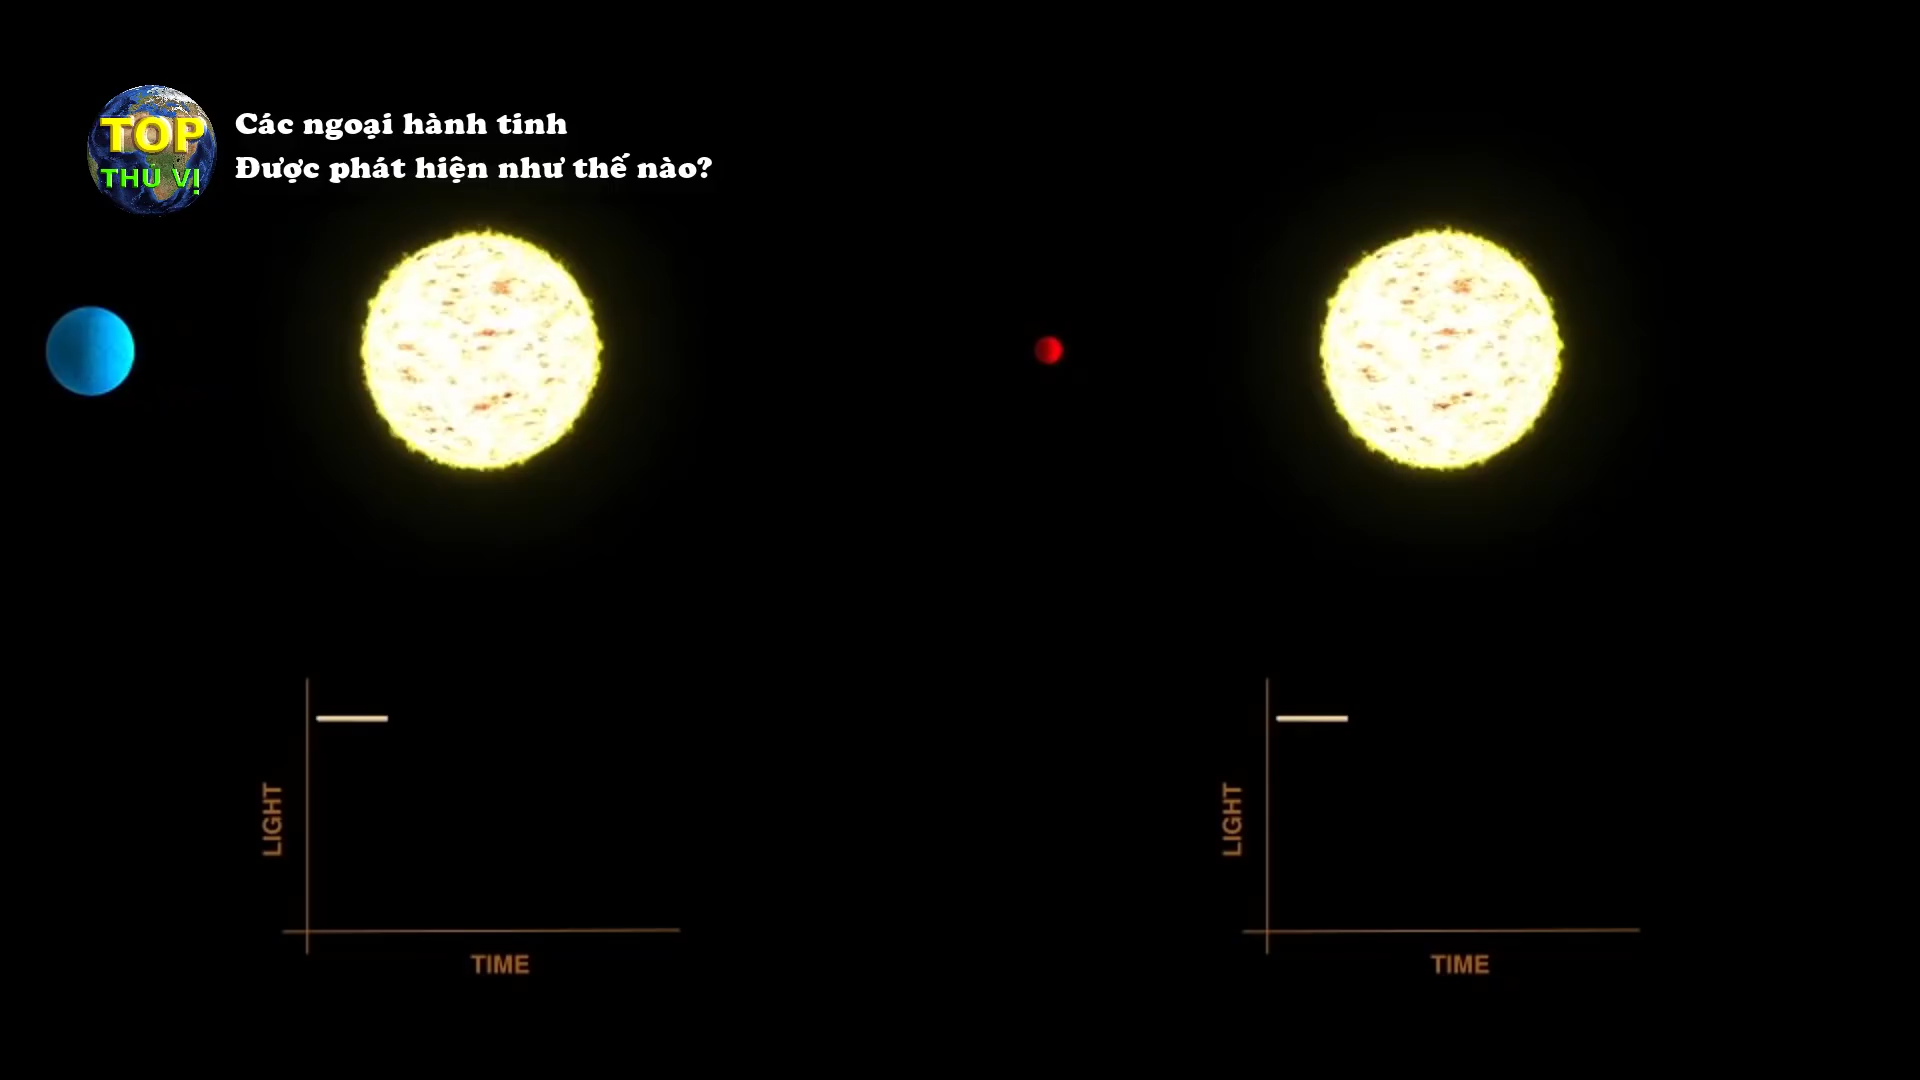 TOP
THÚ VỊ
Các ngoại hành tinh
Được phát hiện như thế nào?
LIGHT
TIME
LIGHT
TIME